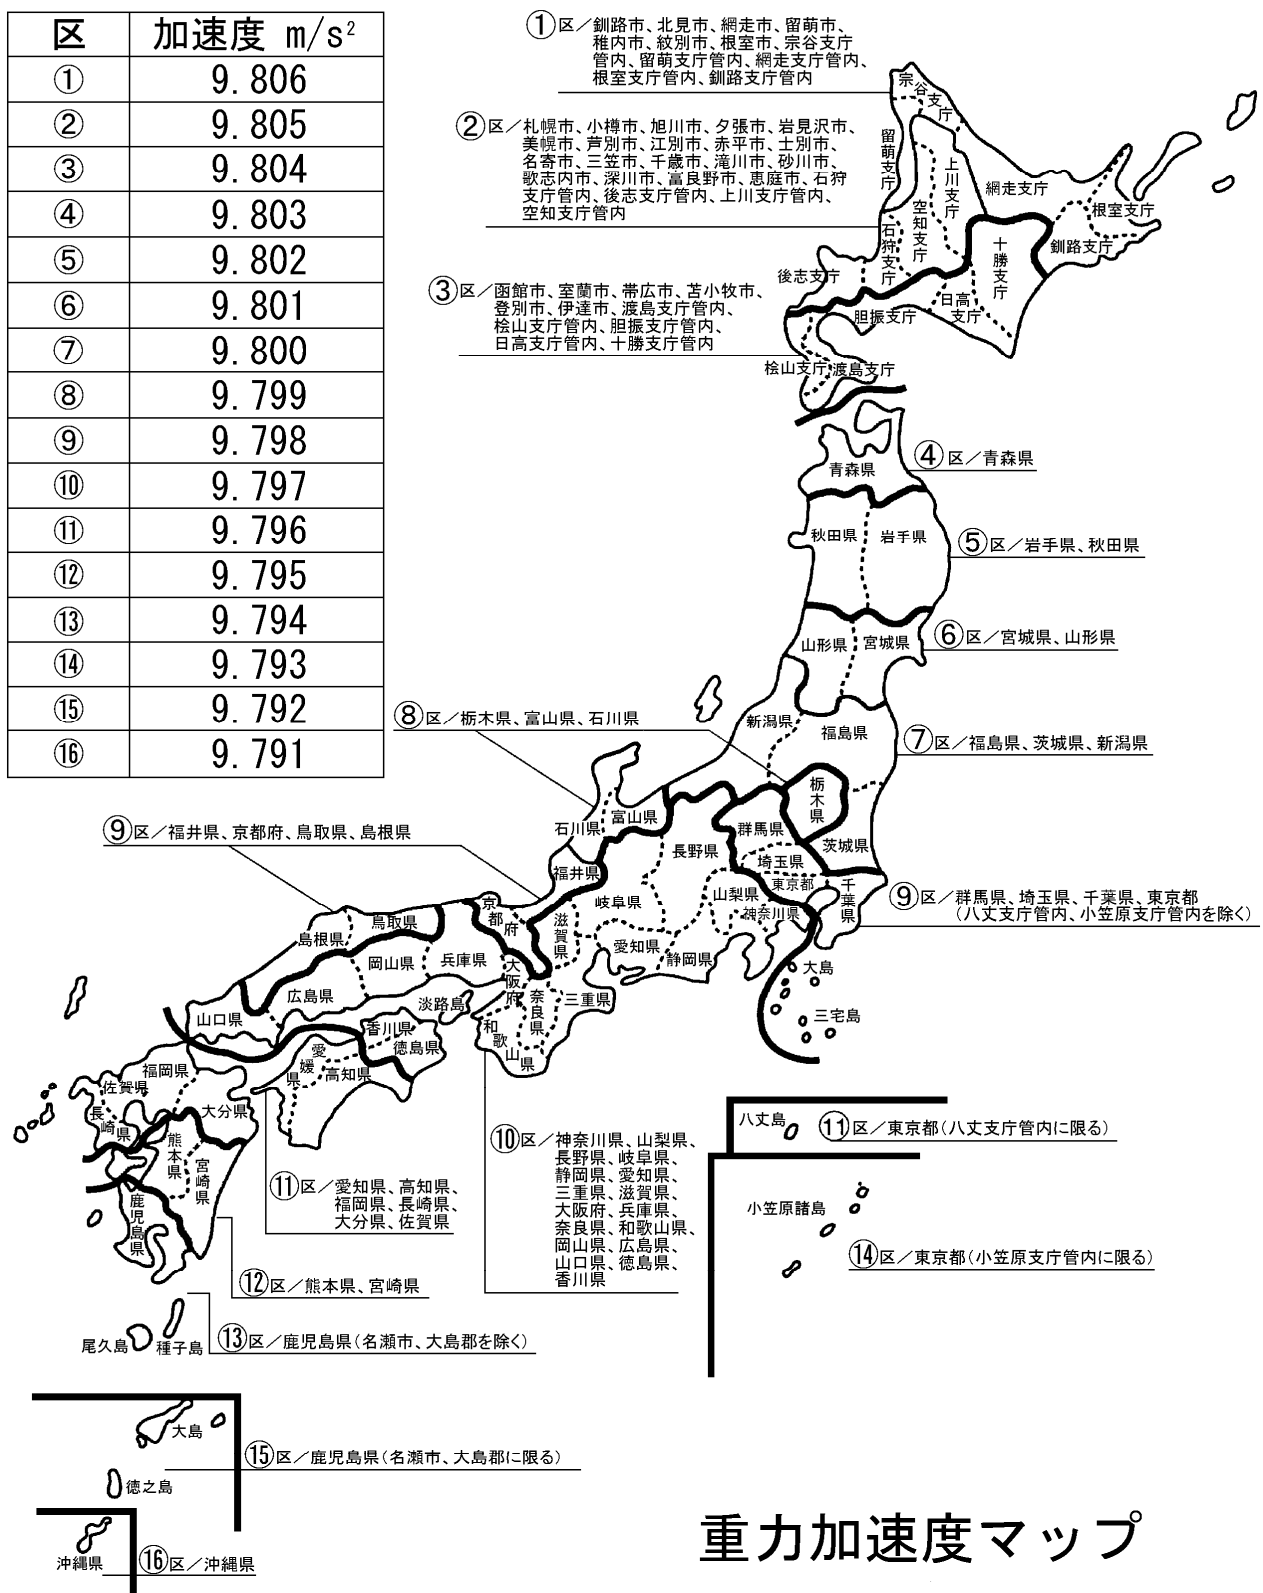 区 加速度 m/s²
① 9.806
② 9.805
③ 9.804
④ 9.803
⑤ 9.802
⑥ 9.801
⑦ 9.800
⑧ 9.799
⑨ 9.798
⑩ 9.797
⑪ 9.796
⑫ 9.795
⑬ 9.794
⑭ 9.793
⑮ 9.792
⑯ 9.791
①区／釧路市、北見市、網走市、留萌市、
稚内市、紋別市、根室市、宗谷支庁
管内、留萌支庁管内、網走支庁管内、
根室支庁管内、釧路支庁管内
②区／札幌市、小樽市、旭川市、夕張市、岩見沢市、
美幌市、芦別市、江別市、赤平市、士別市、
名寄市、三笠市、千歳市、滝川市、砂川市、
歌志内市、深川市、富良野市、恵庭市、石狩
支庁管内、後志支庁管内、上川支庁管内、
空知支庁管内
③区／函館市、室蘭市、帯広市、苫小牧市、
登別市、伊達市、渡島支庁管内、
桧山支庁管内、胆振支庁管内、
日高支庁管内、十勝支庁管内
宗谷支庁
留萌支庁
上川支庁
網走支庁
根室支庁
空知支庁
石狩支庁
十勝支庁
釧路支庁
後志支庁
日高支庁
胆振支庁
桧山支庁
渡島支庁
④区／青森県
青森県
秋田県
岩手県
⑤区／岩手県、秋田県
山形県
宮城県
⑥区／宮城県、山形県
⑧区／栃木県、富山県、石川県
新潟県
福島県
⑦区／福島県、茨城県、新潟県
栃木県
⑨区／福井県、京都府、鳥取県、島根県
石川県
富山県
群馬県
茨城県
長野県
埼玉県
福井県
東京都
千葉県
山梨県
神奈川県
岐阜県
⑨区／群馬県、埼玉県、千葉県、東京都
（八丈支庁管内、小笠原支庁管内を除く）
京都府
鳥取県
島根県
滋賀県
愛知県
静岡県
岡山県
兵庫県
大阪府
大島
広島県
淡路島
奈良県
三重県
三宅島
山口県
香川県
徳島県
和歌山県
愛媛県
高知県
福岡県
佐賀県
大分県
長崎県
熊本県
宮崎県
鹿児島県
八丈島
⑪区／東京都（八丈支庁管内に限る）
⑩区／神奈川県、山梨県、
長野県、岐阜県、
静岡県、愛知県、
三重県、滋賀県、
大阪府、兵庫県、
奈良県、和歌山県、
岡山県、広島県、
山口県、徳島県、
香川県
⑪区／愛知県、高知県、
福岡県、長崎県、
大分県、佐賀県
小笠原諸島
⑭区／東京都（小笠原支庁管内に限る）
⑫区／熊本県、宮崎県
尾久島
種子島
⑬区／鹿児島県（名瀬市、大島郡を除く）
大島
⑮区／鹿児島県（名瀬市、大島郡に限る）
徳之島
沖縄県
⑯区／沖縄県
重力加速度マップ